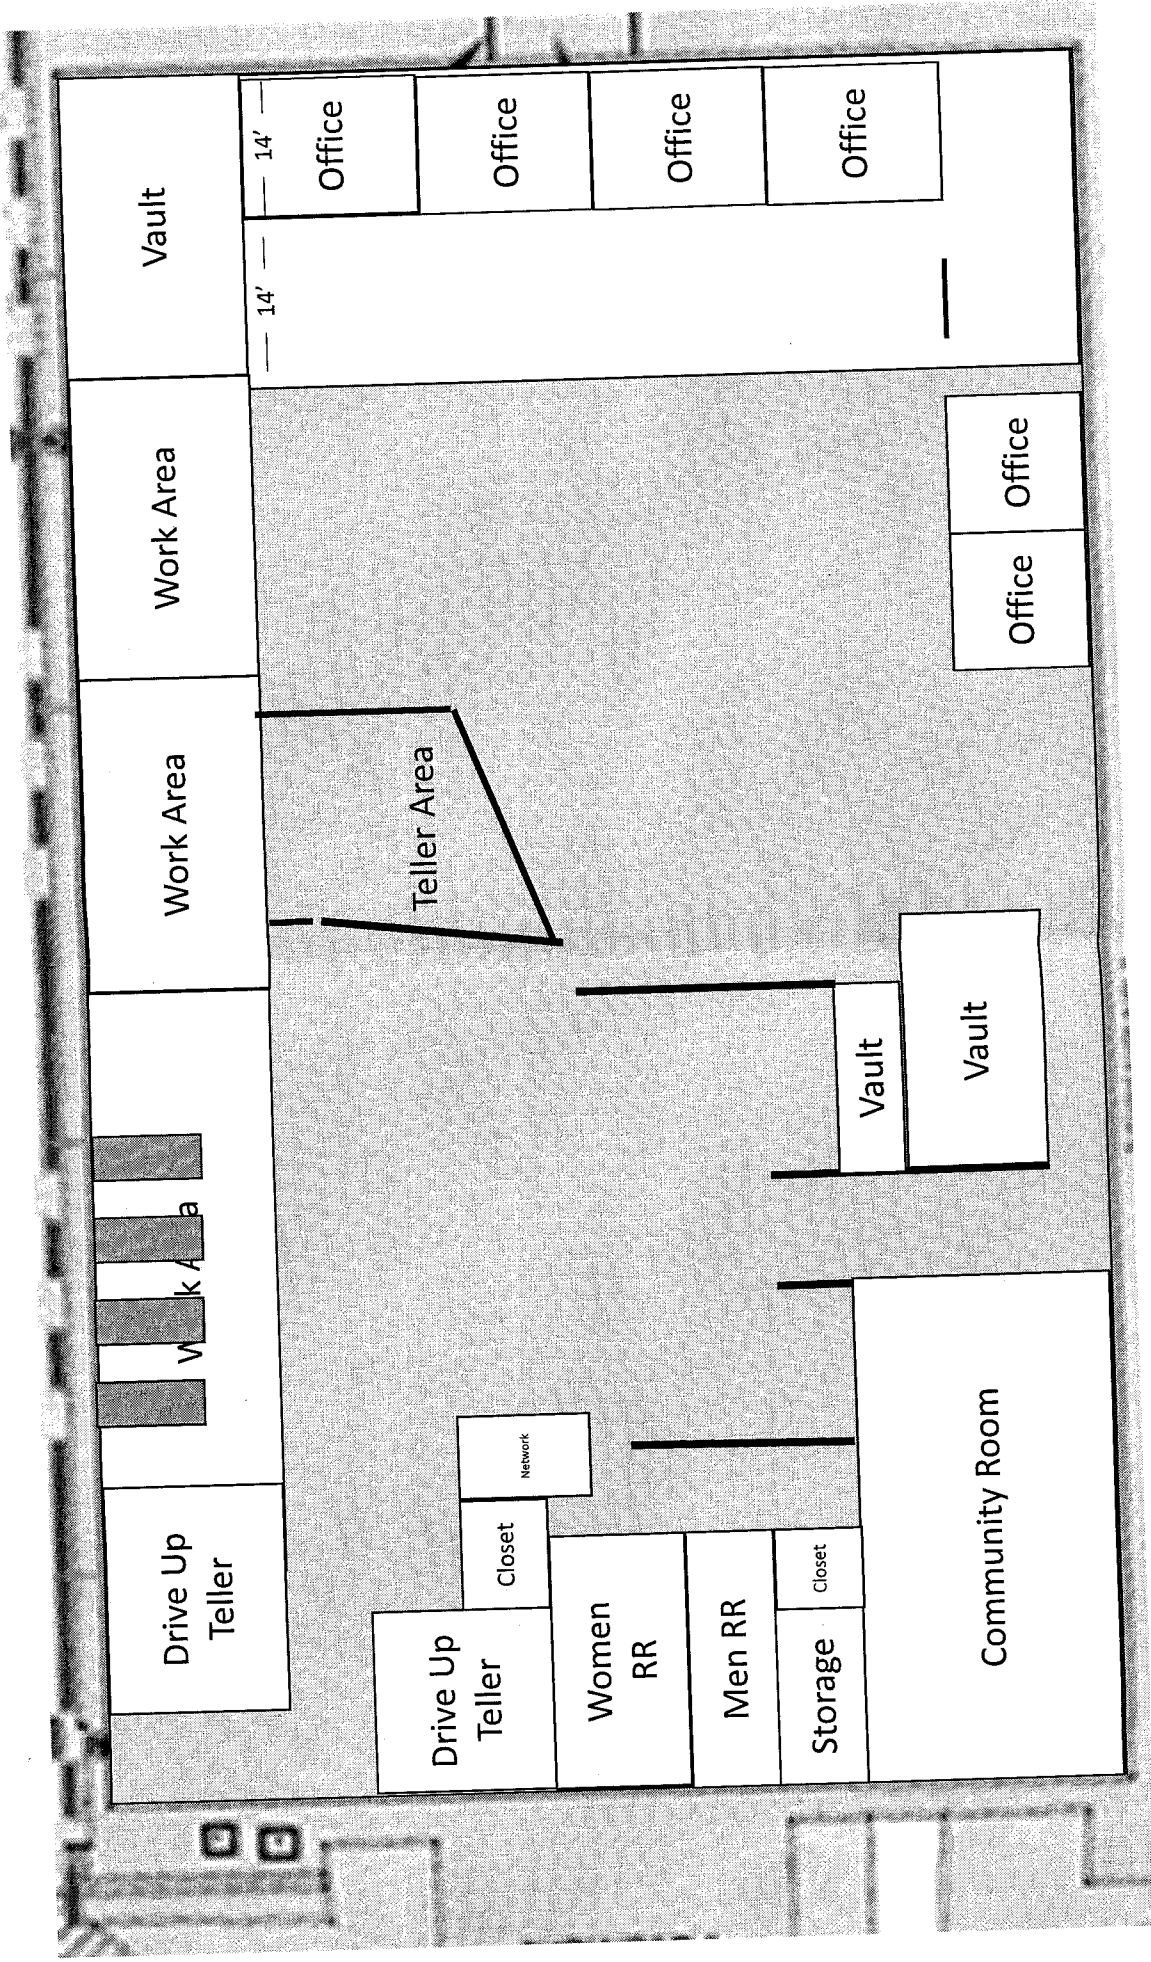 Vault
14'
Office
Office
Office
Office
14'
Work Area
Office
Office
Work Area
Teller Area
Vault
Vault
W k A a
Network
Drive Up
Teller
Closet
Closet
Community Room
Drive Up
Teller
Women
RR
Men RR
Storage